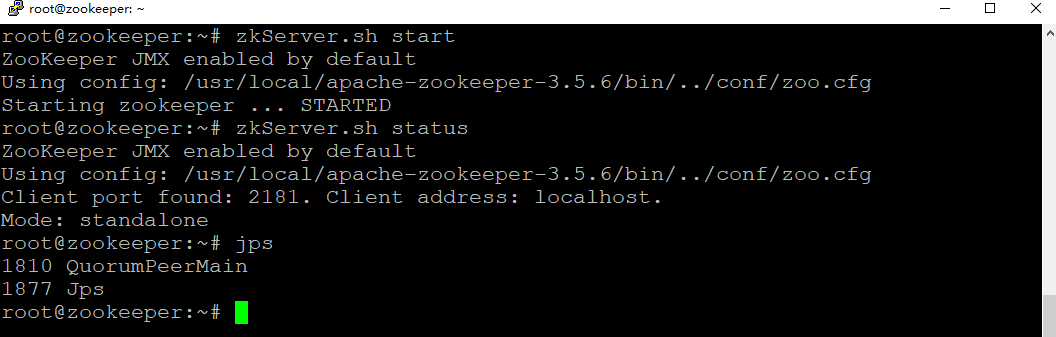 root@zookeeper: ~
root@zookeeper:~# zkServer.sh start
ZooKeeper JMX enabled by default
Using config: /usr/local/apache-zookeeper-3.5.6/bin/../conf/zoo.cfg
Starting zookeeper ... STARTED
root@zookeeper:~# zkServer.sh status
ZooKeeper JMX enabled by default
Using config: /usr/local/apache-zookeeper-3.5.6/bin/../conf/zoo.cfg
Client port found: 2181. Client address: localhost.
Mode: standalone
root@zookeeper:~# jps
1810 QuorumPeerMain
1877 Jps
root@zookeeper:~#